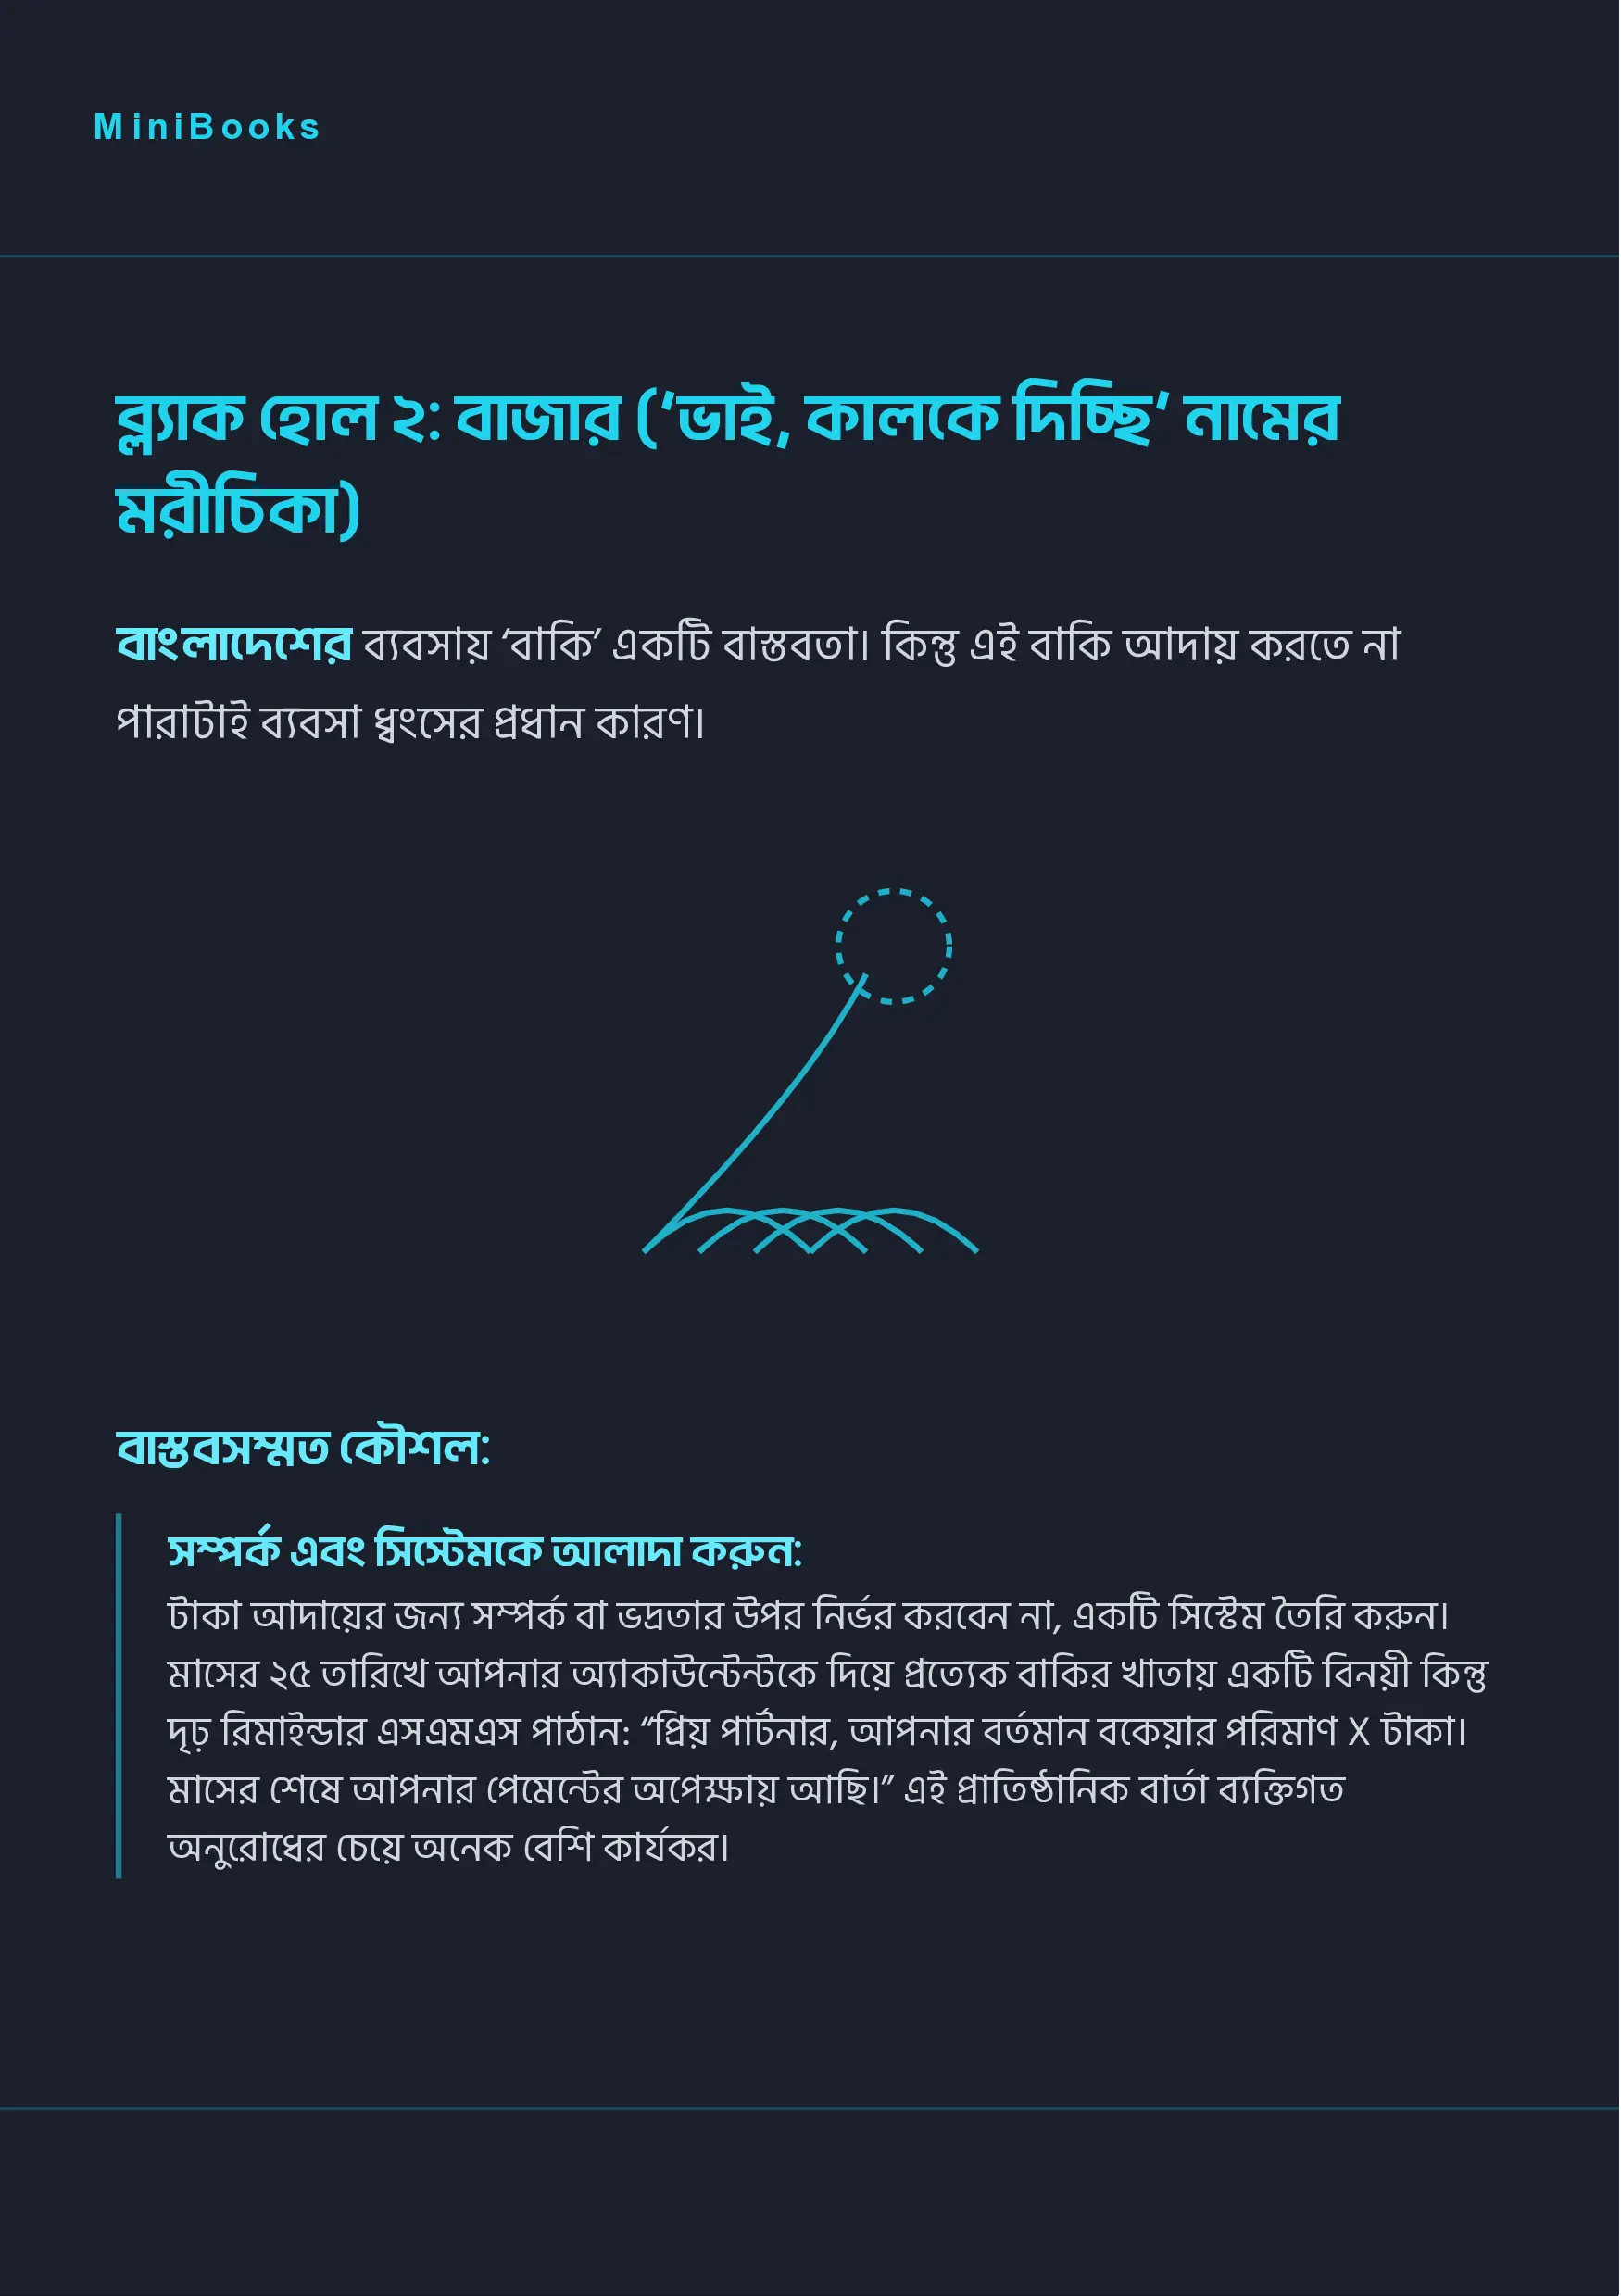 MiniBooks
ব্ল্যাক হোল ২: বাজার (‘ভাই, কালকে দিচ্ছি’ নামের
মরীচিকা)
বাংলাদেশের ব্যবসায় ‘বাকি’ একটি বাস্তবতা। কিন্তু এই বাকি আদায় করতে না
পারাটাই ব্যবসা ধ্বংসের প্রধান কারণ।
বাস্তবসম্মত কৌশল:
সম্পর্ক এবং সিস্টেমকে আলাদা করুন:
টাকা আদায়ের জন্য সম্পর্ক বা ভদ্রতার উপর নির্ভর করবেন না, একটি সিস্টেম তৈরি করুন।
মাসের ২৫ তারিখে আপনার অ্যাকাউন্টেন্টকে দিয়ে প্রত্যেক বাকির খাতায় একটি বিনয়ী কিন্তু
দৃঢ় রিমাইন্ডার এসএমএস পাঠান: “প্রিয় পার্টনার, আপনার বর্তমান বকেয়ার পরিমাণ X টাকা।
মাসের শেষে আপনার পেমেন্টের অপেক্ষায় আছি।” এই প্রাতিষ্ঠানিক বার্তা ব্যক্তিগত
অনুরোধের চেয়ে অনেক বেশি কার্যকর।